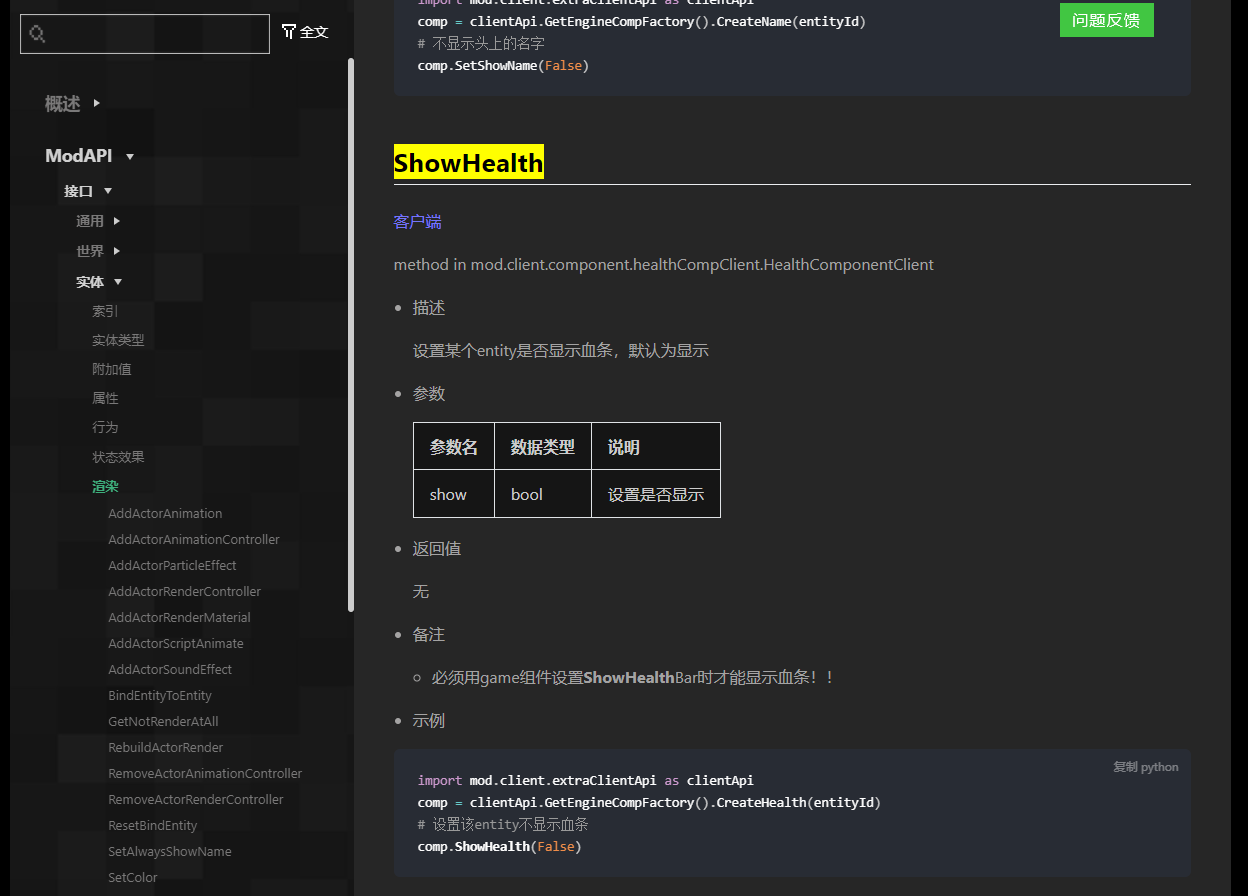 全文
概述
ModAPI
接口
通用
世界
实体
索引
实体类型
附加值
属性
行为
状态效果
渲染
AddActorAnimation
AddActorAnimationController
AddActorParticleEffect
AddActorRenderController
AddActorRenderMaterial
AddActorScriptAnimate
AddActorSoundEffect
BindEntityToEntity
GetNotRenderAtAll
RebuildActorRender
RemoveActorAnimationController
RemoveActorRenderController
ResetBindEntity
SetAlwaysShowName
SetColor
import mod.client.extraClientApi as clientApi
comp = clientApi.GetEngineCompFactory().CreateName(entityId)
# 不显示头上的名字
comp.SetShowName(False)
问题反馈
ShowHealth
客户端
method in mod.client.component.healthCompClient.HealthComponentClient
描述
设置某个entity是否显示血条，默认为显示
参数
参数名 数据类型 说明
show bool 设置是否显示
返回值
无
备注
必须用game组件设置ShowHealthBar时才能显示血条！！
示例
复制 python
import mod.client.extraClientApi as clientApi
comp = clientApi.GetEngineCompFactory().CreateHealth(entityId)
# 设置该entity不显示血条
comp.ShowHealth(False)